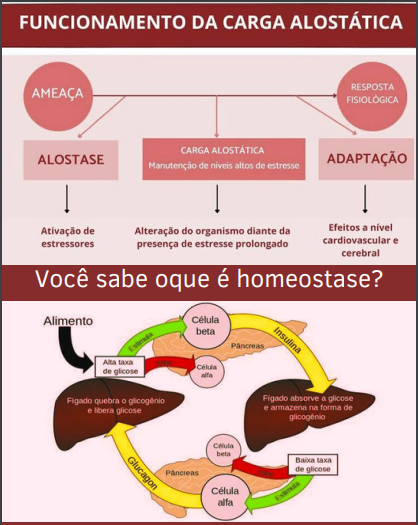 FUNCIONAMENTO DA CARGA ALOSTÁTICA
AMEAÇA
RESPOSTA
FISIOLÓGICA
ALOSTASE
CARGA ALOSTÁTICA
Manutenção de níveis altos de estresse
ADAPTAÇÃO
Ativação de
estressores
Alteração do organismo diante da
presença de estresse prolongado
Efeitos a nível
cardiovascular e
cerebral
Você sabe oque é homeostase?
Alimento
Estimula
Célula
beta
Insulina
Pâncreas
Alta taxa
de glicose
Célula
alfa
Fígado quebra o glicogênio
e libera glicose
Fígado absorve a glicose
e armazena na forma de
glicogênio
Célula
beta
Baixa taxa
de glicose
Glucagon
Pâncreas
Célula
alfa
Estimula